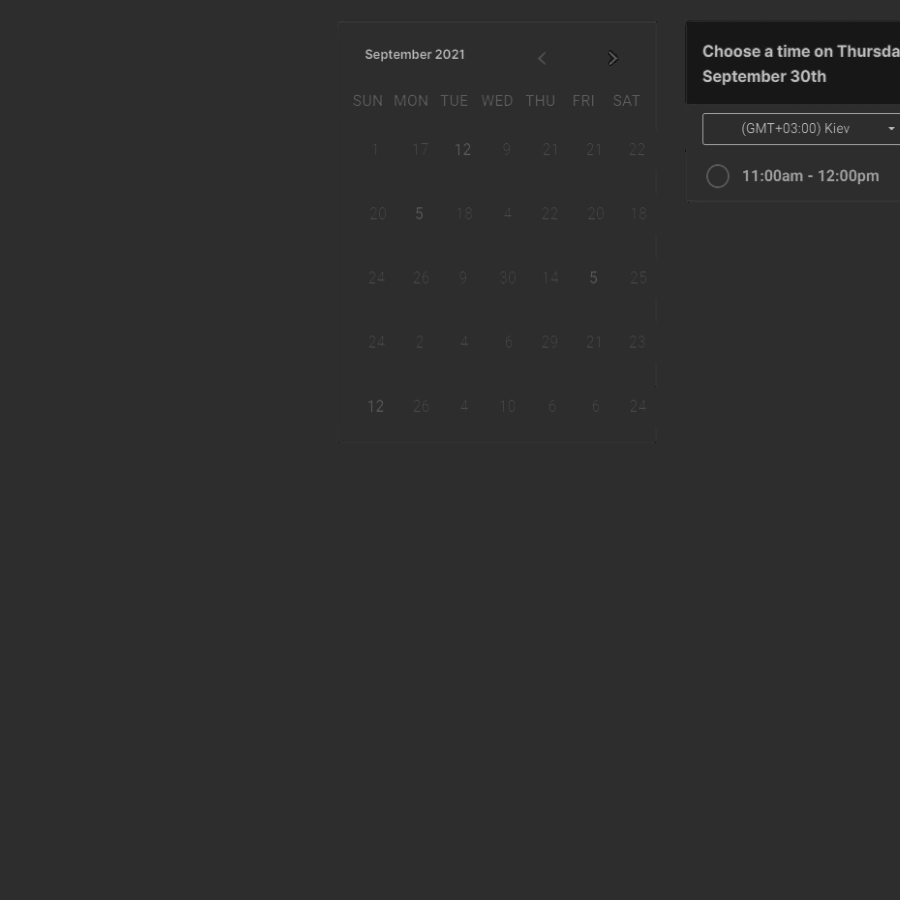 September 2021
SUN MON TUE WED THU FRI SAT
1 17 12 9 21 21 22
20 5 18 4 22 20 18
24 26 9 30 14 5 25
24 2 4 6 29 21 23
12 26 4 10 6 6 24
Choose a time on Thursda
September 30th
(GMT+03:00) Kiev
11:00am - 12:00pm